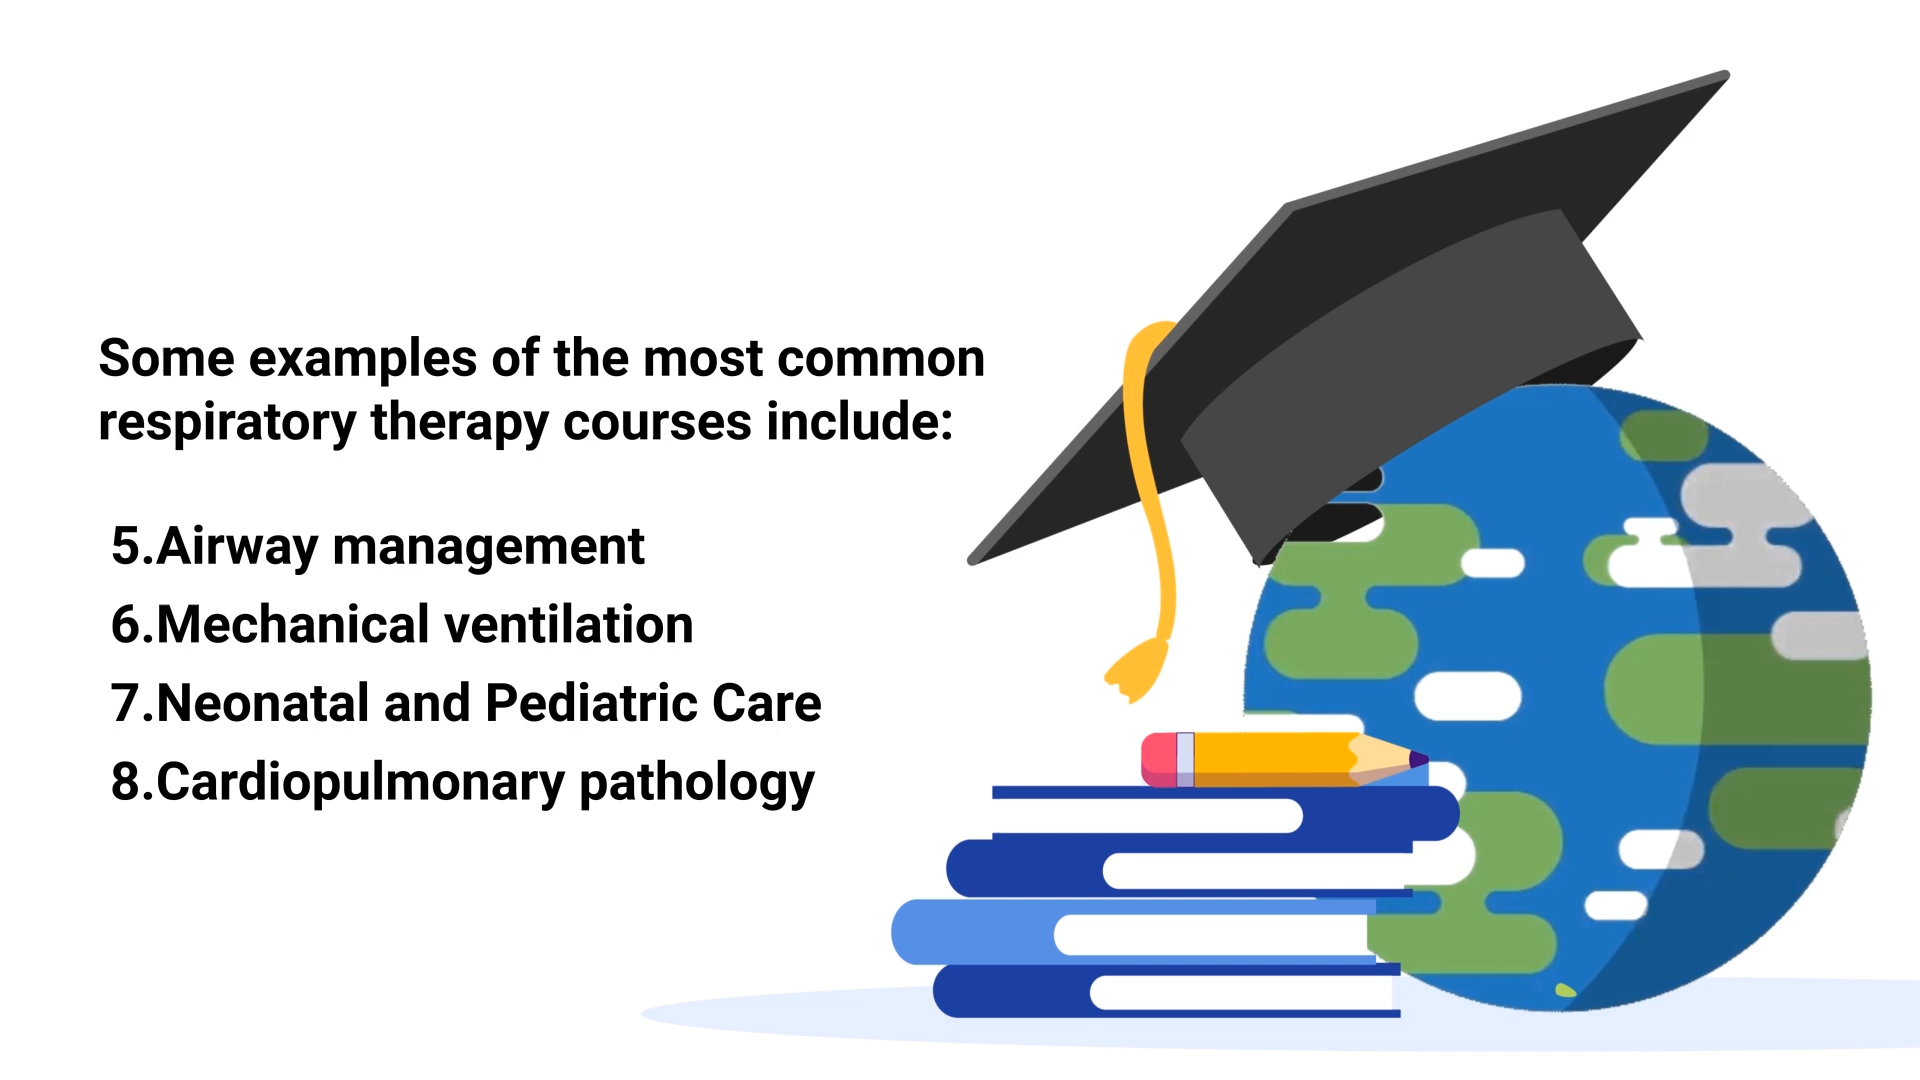 Some examples of the most common
respiratory therapy courses include:
5.Airway management
6.Mechanical ventilation
7.Neonatal and Pediatric Care
8.Cardiopulmonary pathology